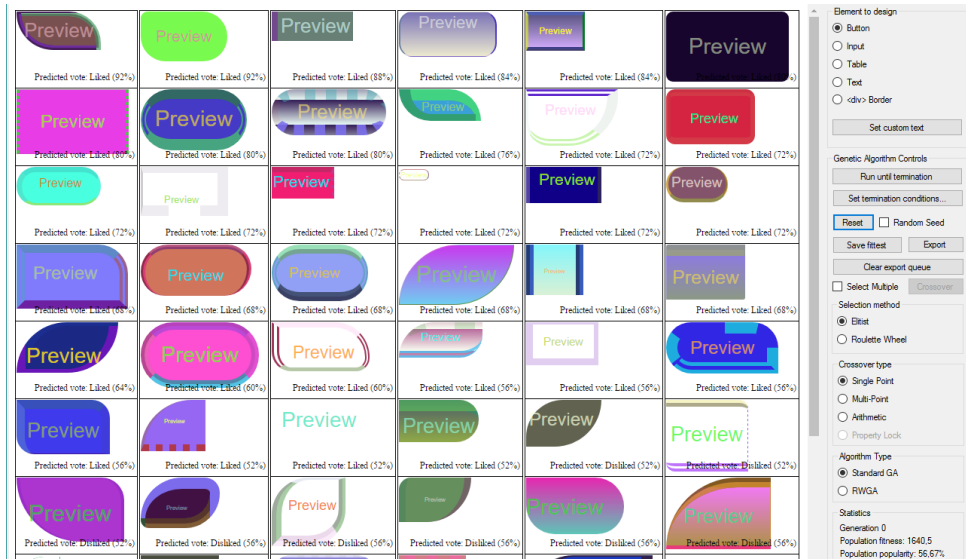 Preview Preview Preview Preview Preview Preview
Predicted vote: Liked (92%) Predicted vote: Liked (92%) Predicted vote: Liked (88%) Predicted vote: Liked (84%) Predicted vote: Liked (84%)
Preview Preview Preview Preview Preview Preview
Predicted vote: Liked (80%) Predicted vote: Liked (80%) Predicted vote: Liked (80%) Predicted vote: Liked (76%) Predicted vote: Liked (72%) Predicted vote: Liked (72%)
Preview Preview Preview Preview Preview
Predicted vote: Liked (72%) Predicted vote: Liked (72%) Predicted vote: Liked (72%) Predicted vote: Liked (72%) Predicted vote: Liked (72%) Predicted vote: Liked (72%)
Preview Preview Preview Preview Preview Preview
Predicted vote: Liked (68%) Predicted vote: Liked (68%) Predicted vote: Liked (68%) Predicted vote: Liked (68%) Predicted vote: Liked (68%) Predicted vote: Liked (68%)
Preview Preview Preview Preview Preview Preview
Predicted vote: Liked (64%) Predicted vote: Liked (60%) Predicted vote: Liked (60%) Predicted vote: Liked (56%) Predicted vote: Liked (56%) Predicted vote: Liked (56%)
Preview Preview Preview Preview Preview Preview
Predicted vote: Liked (56%) Predicted vote: Liked (52%) Predicted vote: Liked (52%) Predicted vote: Liked (52%) Predicted vote: Disliked (52%) Predicted vote: Disliked (52%)
Preview Preview Preview Preview Preview Preview
Predicted vote: Disliked (52%) Predicted vote: Disliked (56%) Predicted vote: Disliked (56%) Predicted vote: Disliked (56%) Predicted vote: Disliked (56%) Predicted vote: Disliked (56%)
Element to design
Button
Input
Table
Text
<div> Border
Set custom text
Genetic Algorithm Controls
Run until termination
Set termination conditions...
Reset Random Seed
Save fittest Export
Clear export queue
Select Multiple Crossover
Selection method
Elitist
Roulette Wheel
Crossover type
Single Point
Multi-Point
Arithmetic
Property Lock
Algorithm Type
Standard GA
RWGA
Statistics
Generation 0
Population fitness: 1640,5
Population popularity: 56,67%